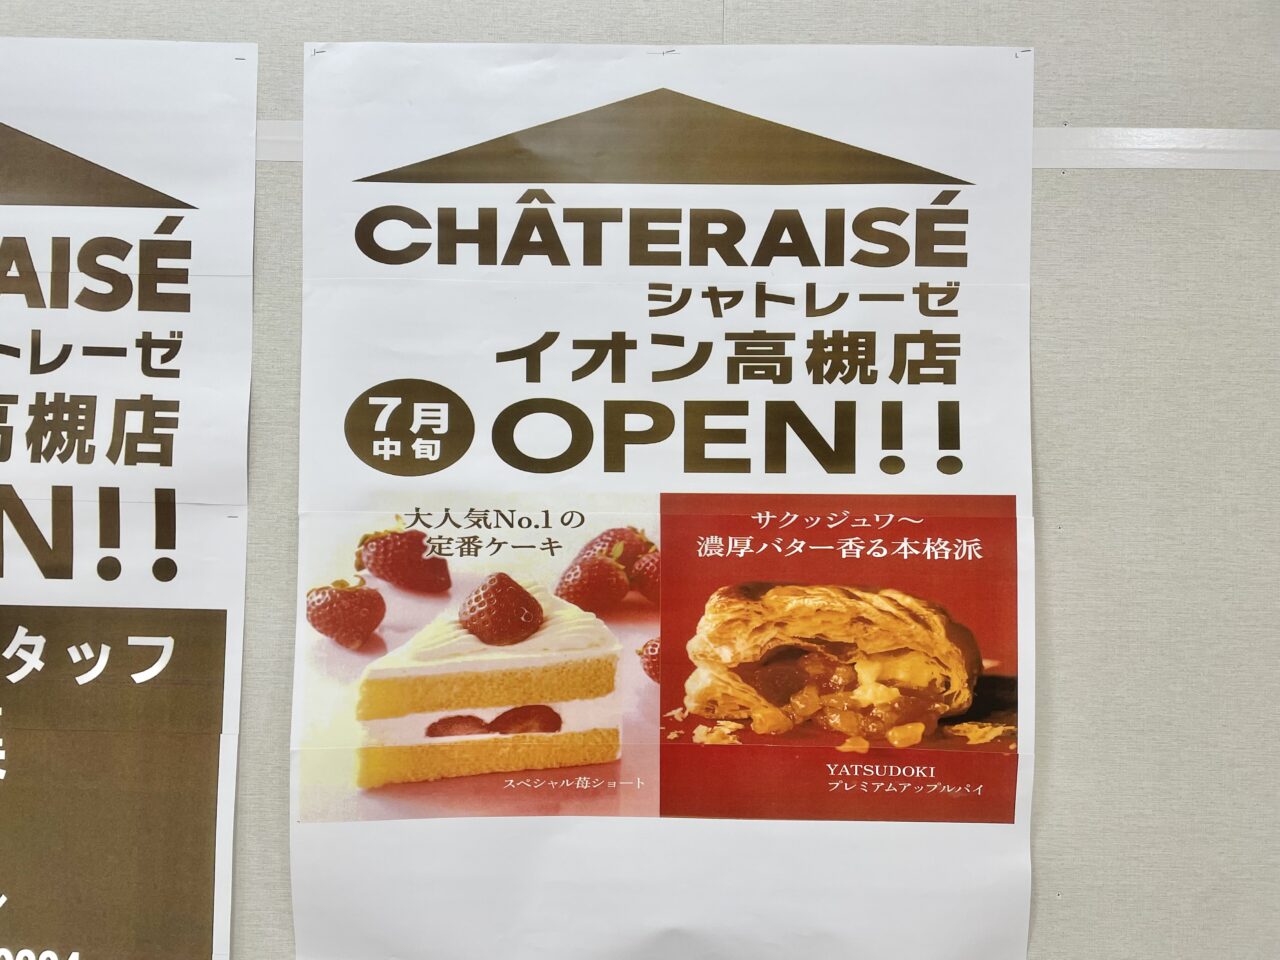 CHÂTERAISÉ
シャトレーゼ
イオン高槻店
7月
中旬
OPEN!!
大人気No.1の
定番ケーキ
スペシャル苺ショート
サクッジュワ～
濃厚バター香る本格派
YATSUDOKI
プレミアムアップルパイ
AISÉ
トレーゼ
高槻店
N!!
タッフ